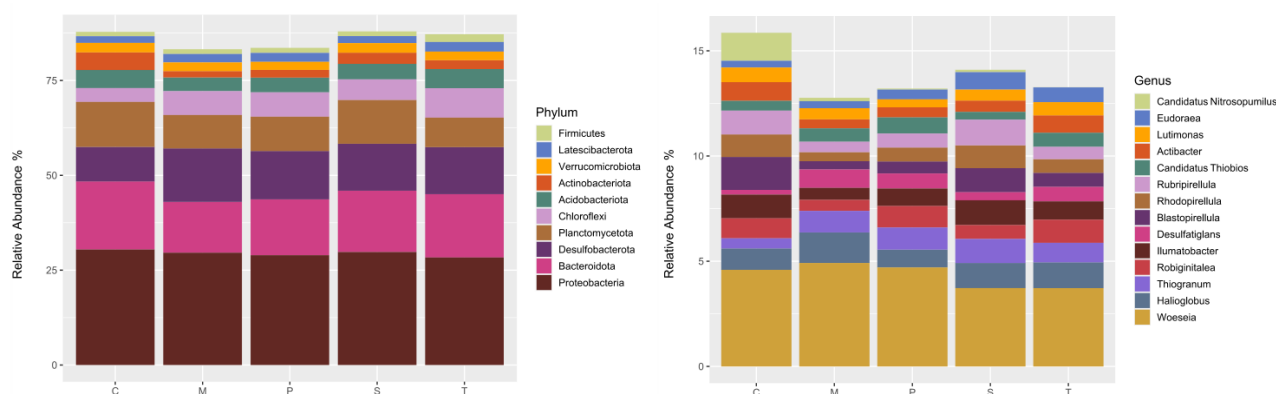 Relative Abundance %
75
50
25
0
C M P S T
Phylum
Firmicutes
Latescibacterota
Verrucomicrobiota
Actinobacteriota
Acidobacteriota
Chloroflexi
Planctomycetota
Desulfobacterota
Bacteroidota
Proteobacteria
Relative Abundance %
15
10
5
0
C M P S T
Genus
Candidatus Nitrosopumilus
Eudoraea
Lutimonas
Actibacter
Candidatus Thiobios
Rubripirellula
Rhodopirellula
Blastopirellula
Desulfatiglans
Ilumatobacter
Robiginitalea
Thiogranum
Halioglobus
Woeseia